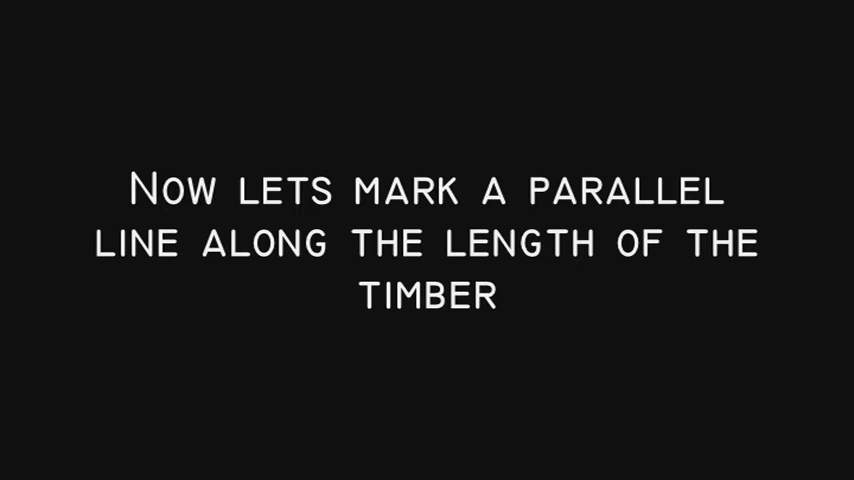 Now lets mark a parallel
line along the length of the
timber